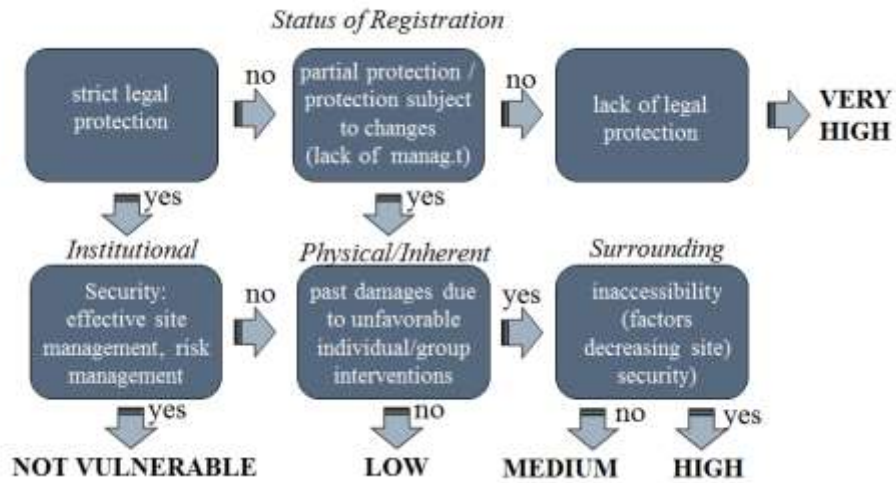 Status of Registration
strict legal
protection
no
partial protection /
protection subject
to changes
(lack of manag.t)
no
lack of legal
protection
VERY
HIGH
yes
yes
Institutional
Physical/Inherent
Surrounding
Security:
effective site
management, risk
management
no
past damages due
to unfavorable
individual/group
interventions
yes
inaccessibility
(factors
decreasing site)
security)
yes
no
no
yes
NOT VULNERABLE
LOW
MEDIUM
HIGH